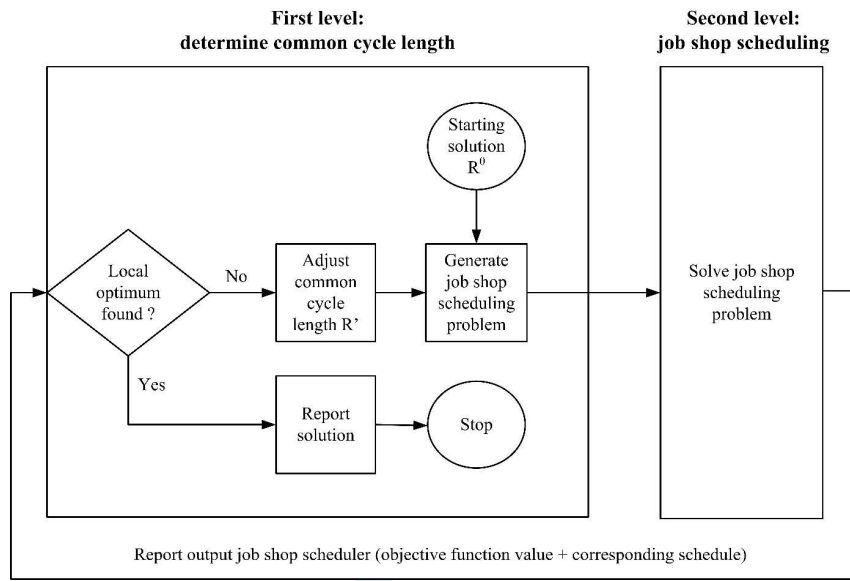 First level:
determine common cycle length
Second level:
job shop scheduling
Starting
solution
R⁰
Local
optimum
found ?
No
Adjust
common
cycle
length R’
Generate
job shop
scheduling
problem
Solve job shop
scheduling
problem
Yes
Report
solution
Stop
Report output job shop scheduler (objective function value + corresponding schedule)